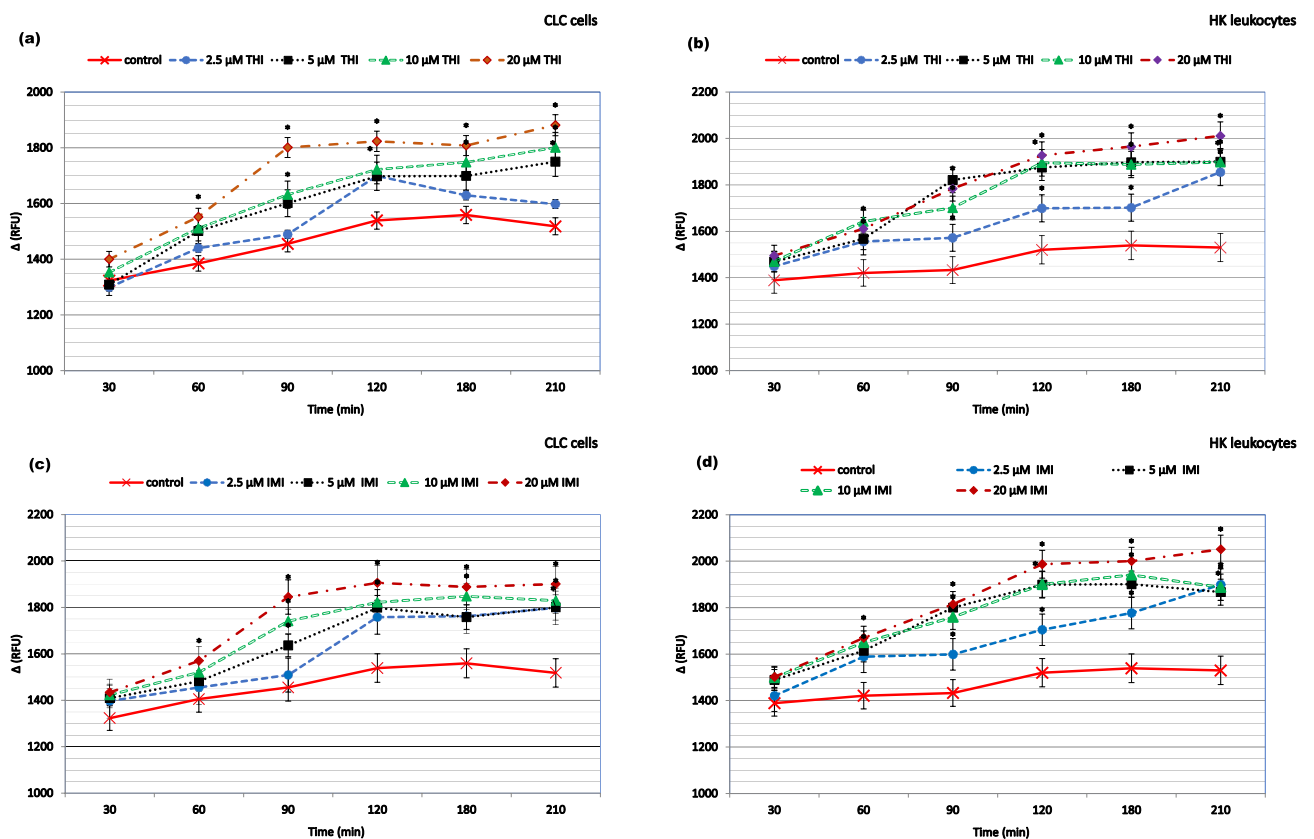 CLC cells
(a)
control 2.5 μM THI 5 μM THI 10 μM THI 20 μM THI
2000
1800
1600
1400
1200
1000
Δ (RFU)
30 60 90 120 180 210
Time (min)
* * * * * * * * * *
HK leukocytes
(b)
control 2.5 μM THI 5 μM THI 10 μM THI 20 μM THI
2200
2000
1800
1600
1400
1200
1000
Δ (RFU)
30 60 90 120 180 210
Time (min)
CLC cells
(c)
control 2.5 μM IMI 5 μM IMI 10 μM IMI 20 μM IMI
2200
2000
1800
1600
1400
1200
1000
Δ (RFU)
30 60 90 120 180 210
Time (min)
HK leukocytes
(d)
control 2.5 μM IMI 5 μM IMI
10 μM IMI 20 μM IMI
2200
2000
1800
1600
1400
1200
1000
Δ (RFU)
30 60 90 120 180 210
Time (min)